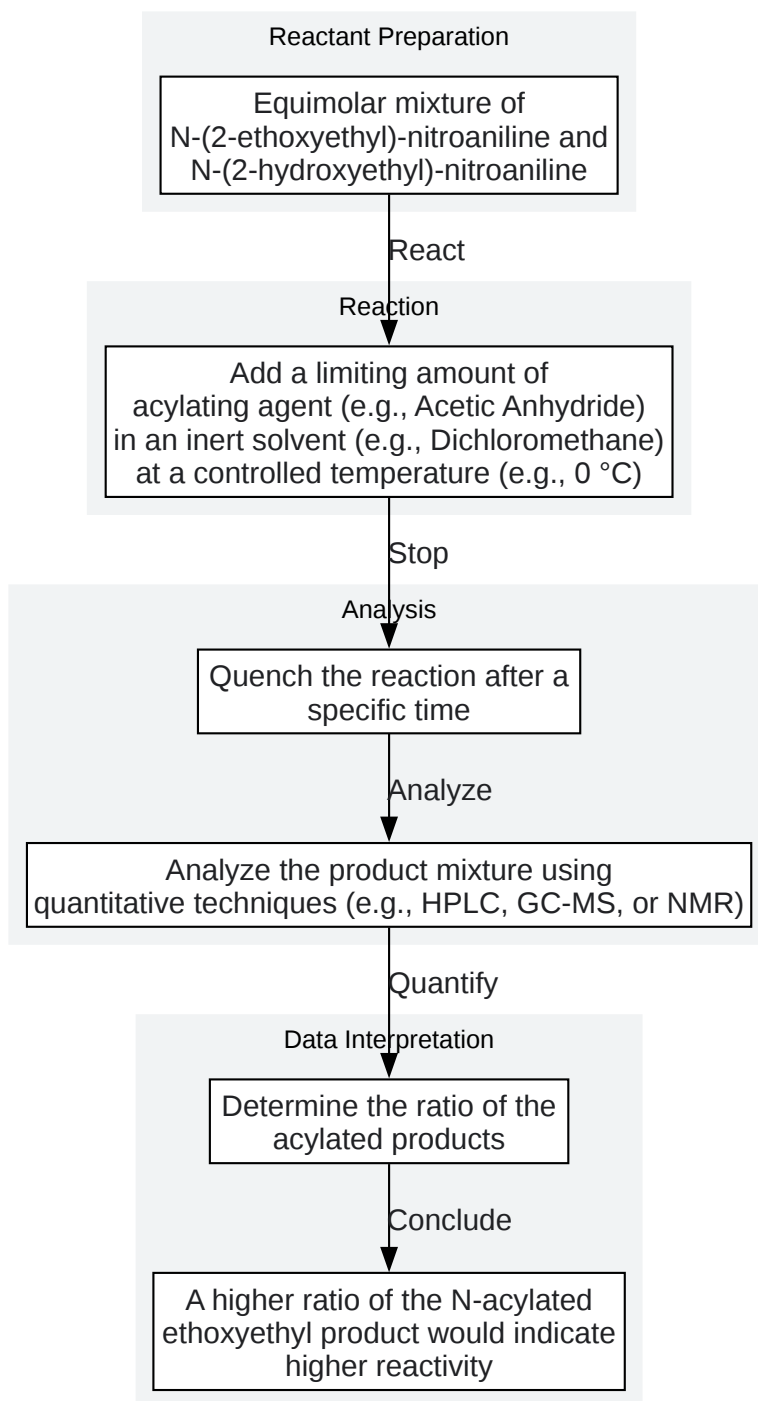 Reactant Preparation
Equimolar mixture of
N-(2-ethoxyethyl)-nitroaniline and
N-(2-hydroxyethyl)-nitroaniline
React
Reaction
Add a limiting amount of
acylating agent (e.g., Acetic Anhydride)
in an inert solvent (e.g., Dichloromethane)
at a controlled temperature (e.g., 0 °C)
Stop
Analysis
Quench the reaction after a
specific time
Analyze
Analyze the product mixture using
quantitative techniques (e.g., HPLC, GC-MS, or NMR)
Quantify
Data Interpretation
Determine the ratio of the
acylated products
Conclude
A higher ratio of the N-acylated
ethoxyethyl product would indicate
higher reactivity